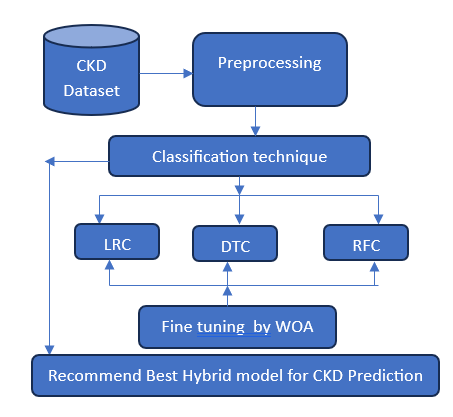 CKD
Dataset
Preprocessing
Classification technique
LRC
DTC
RFC
Fine tuning by WOA
Recommend Best Hybrid model for CKD Prediction